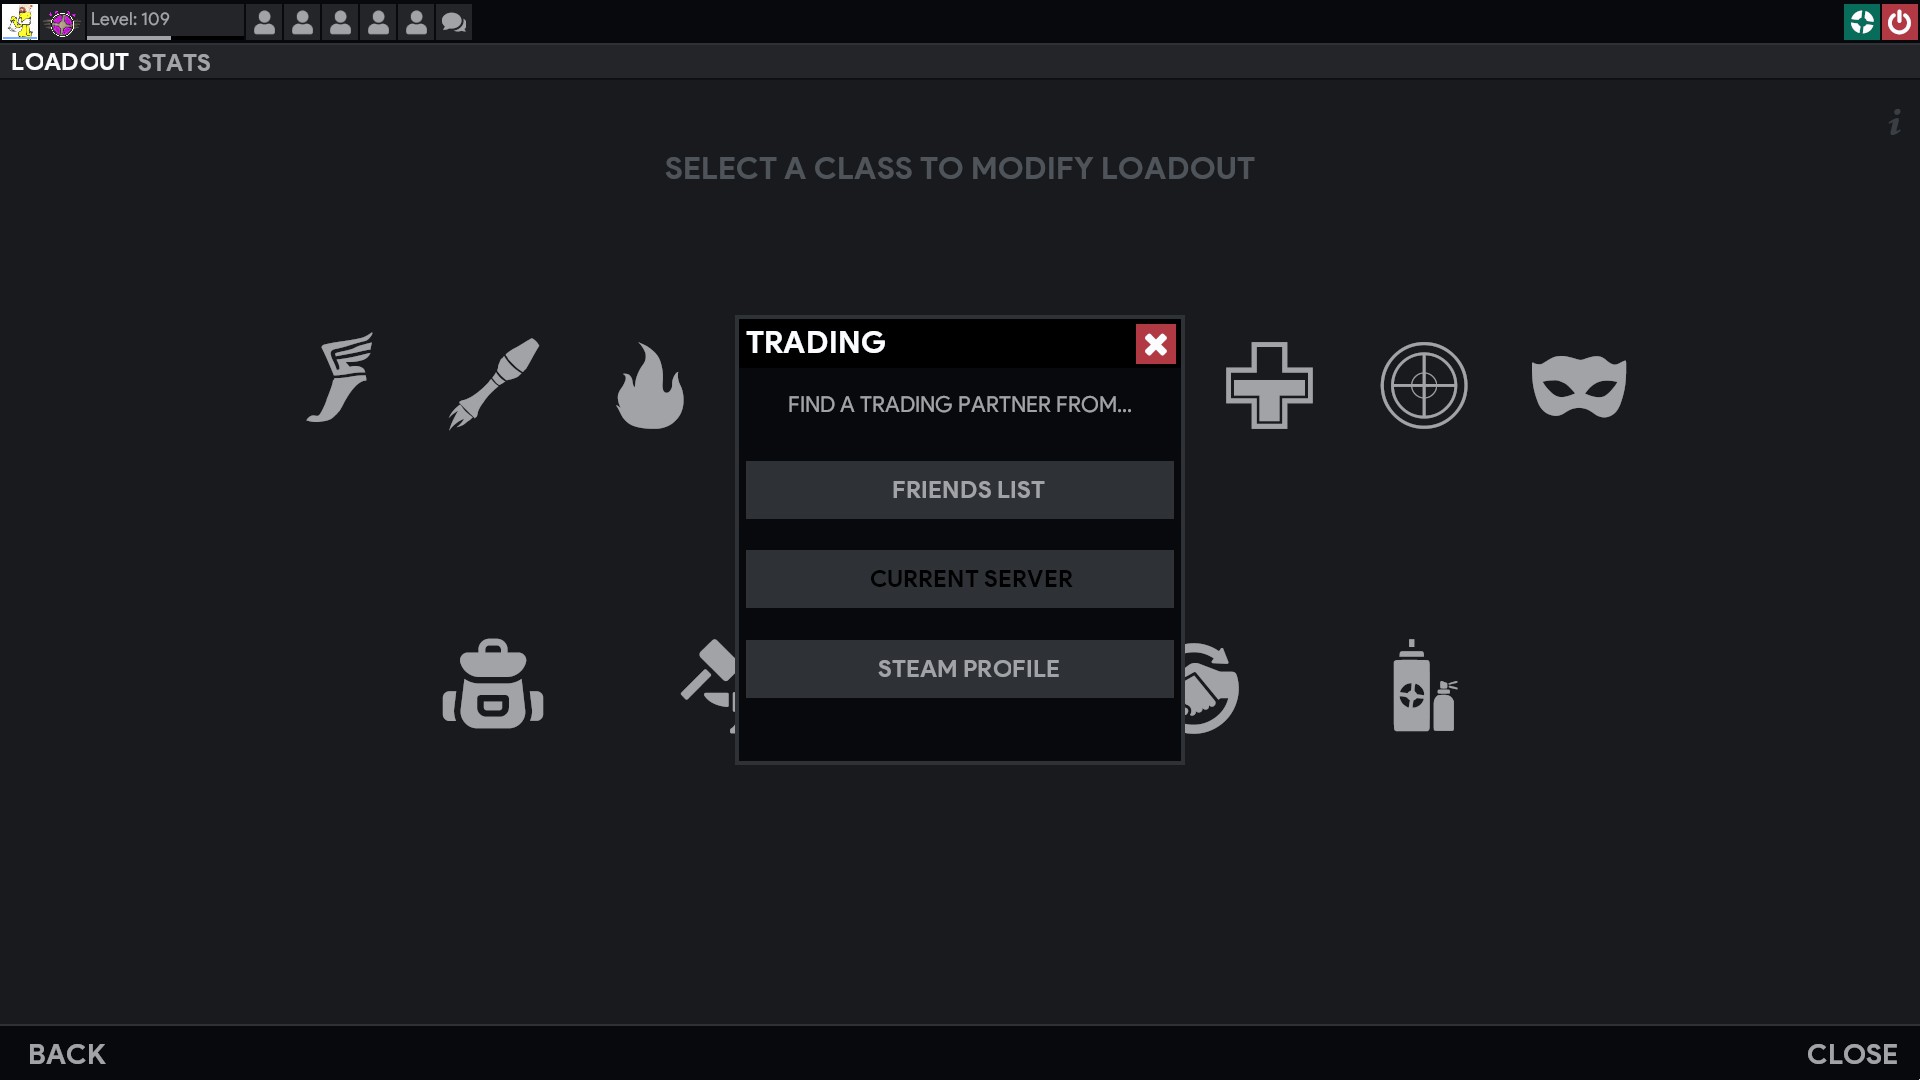 Level: 109
LOADOUT STATS
i
SELECT A CLASS TO MODIFY LOADOUT
TRADING
FIND A TRADING PARTNER FROM...
FRIENDS LIST
CURRENT SERVER
STEAM PROFILE
BACK
CLOSE